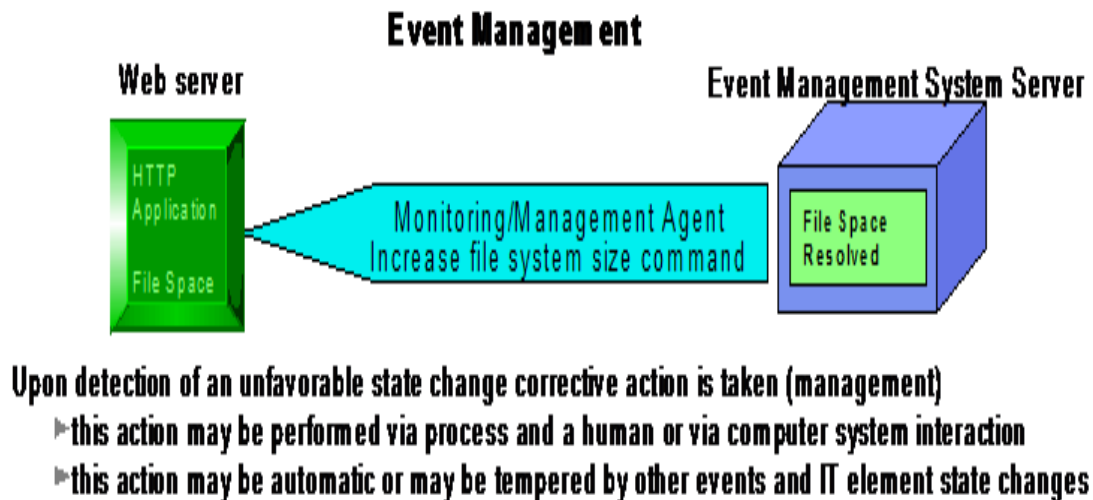 Event Management
Web server
Event Management System Server
HTTP
Application
File Space
Monitoring/Management Agent
Increase file system size command
File Space
Resolved
Upon detection of an unfavorable state change corrective action is taken (management)
this action may be performed via process and a human or via computer system interaction
this action may be automatic or may be tempered by other events and IT element state changes